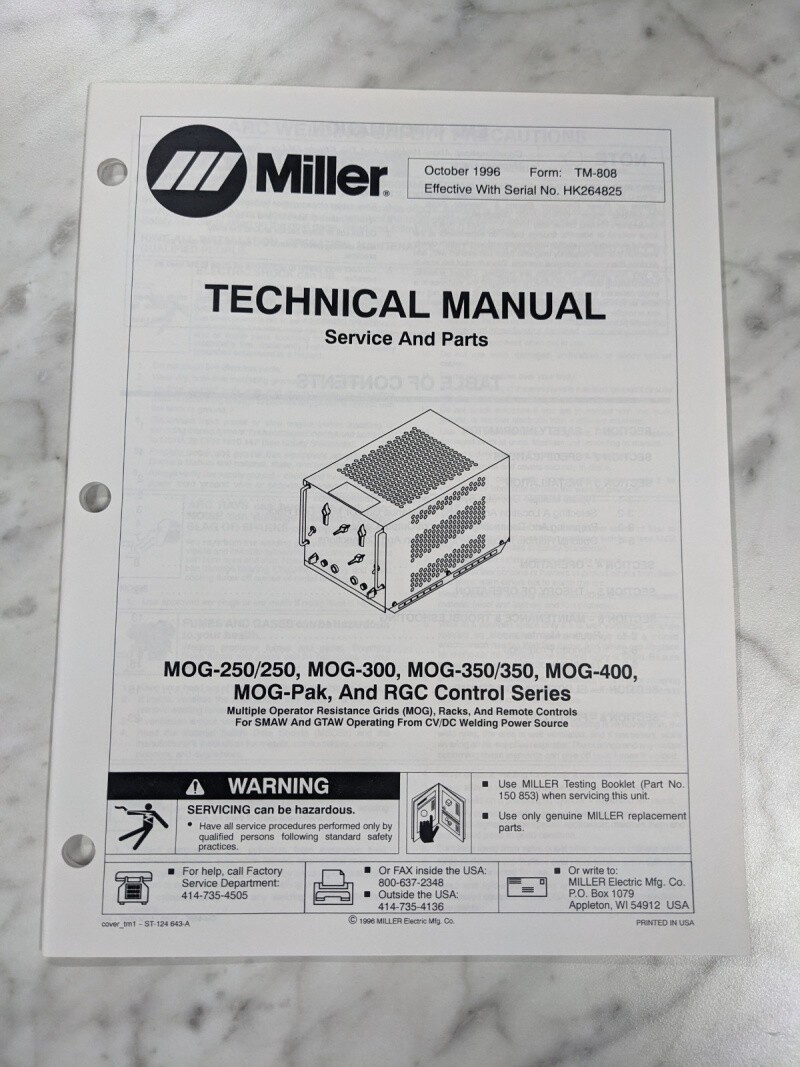 Miller®
October 1996 Form: TM-808
Effective With Serial No. HK264825
TECHNICAL MANUAL
Service And Parts
TABLE OF CONTENTS
MOG-250/250, MOG-300, MOG-350/350, MOG-400,
MOG-Pak, And RGC Control Series
Multiple Operator Resistance Grids (MOG), Racks, And Remote Controls
For SMAW And GTAW Operating From CV/DC Welding Power Source
WARNING
SERVICING can be hazardous.
• Have all service procedures performed only by
qualified persons following standard safety
practices.
■ Use MILLER Testing Booklet (Part No.
150 853) when servicing this unit.
■ Use only genuine MILLER replacement
parts.
■ For help, call Factory
Service Department:
414-735-4505
■ Or FAX inside the USA:
800-637-2348
■ Outside the USA:
414-735-4136
■ Or write to:
MILLER Electric Mfg. Co.
P.O. Box 1079
Appleton, WI 54912 USA
cover_tm1 – ST-124 643-A
© 1996 MILLER Electric Mfg. Co.
PRINTED IN USA